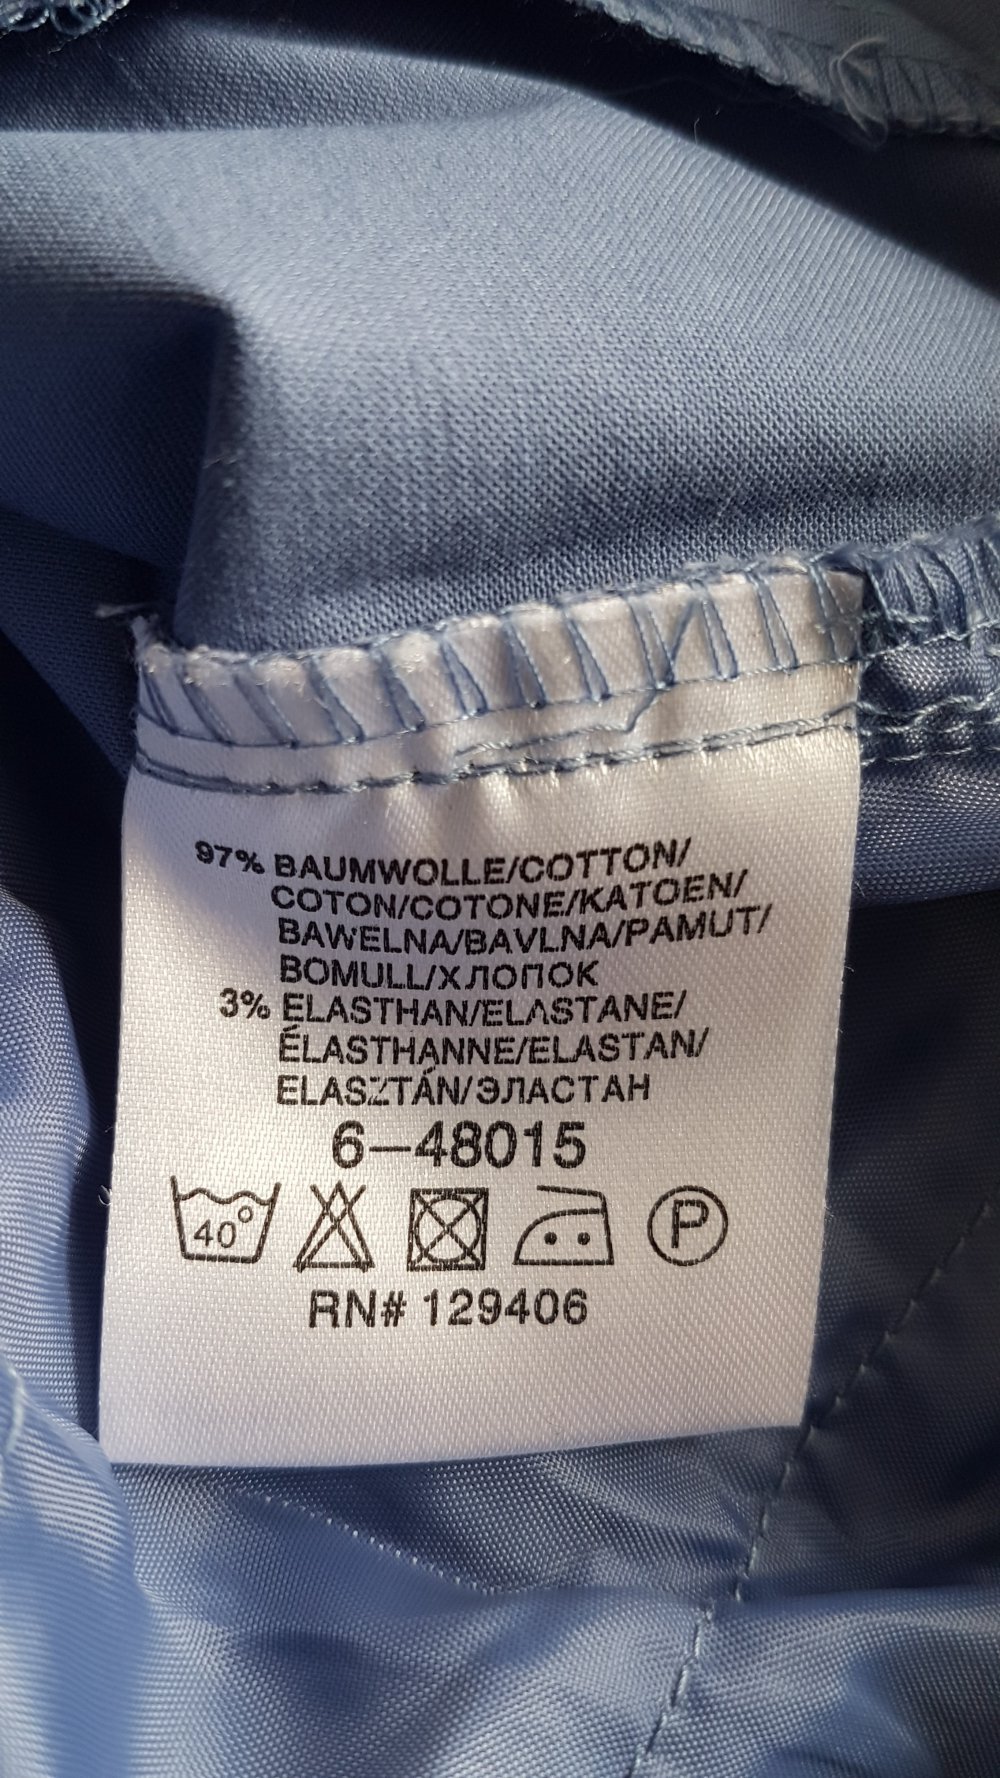 97% BAUMWOLLE/COTTON/
COTON/COTONE/KATOEN/
BAWEŁNA/BAVLNA/PAMUT/
BOMULL/ХЛОПОК
3% ELASTHAN/ELASTANE/
ÉLASTHANNE/ELASTAN/
ELASZTÁN/ЭЛАСТАН
6-48015
40° P
RN# 129406